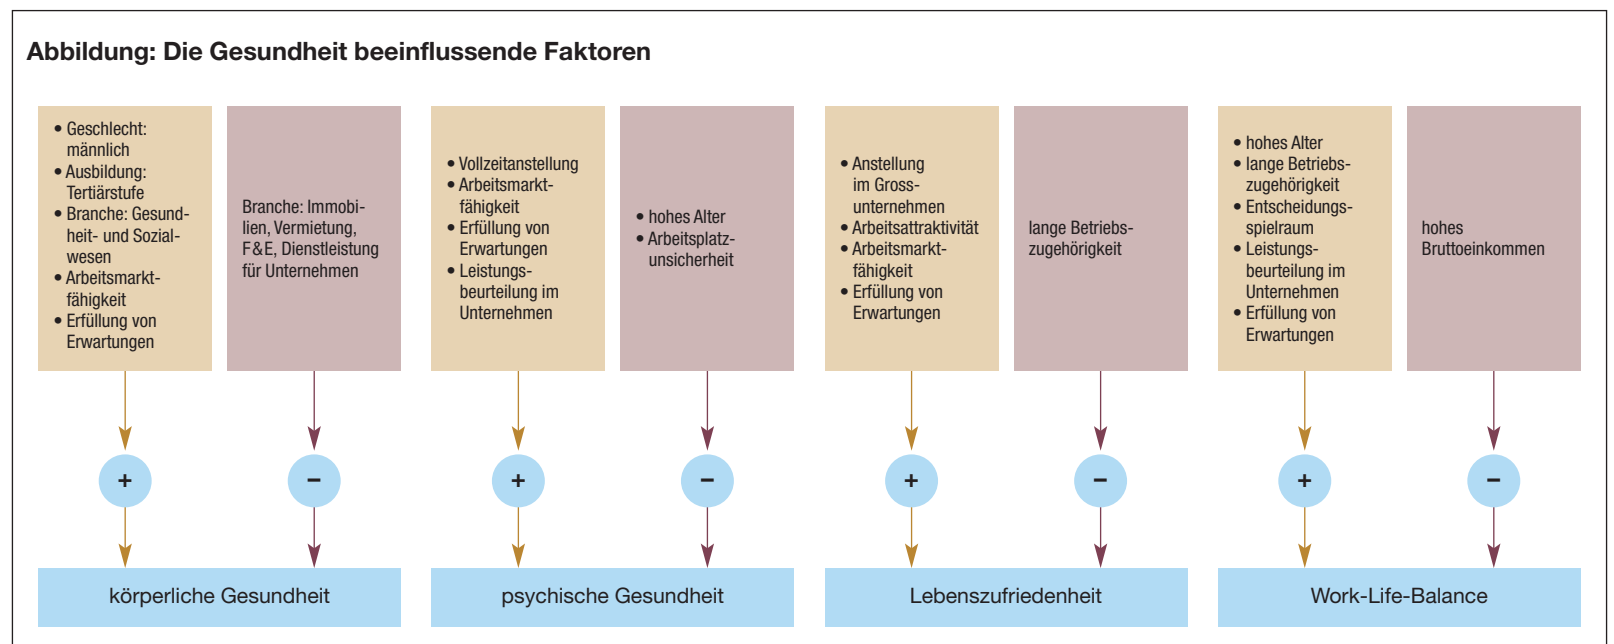 Abbildung: Die Gesundheit beeinflussende Faktoren
• Geschlecht:
männlich
• Ausbildung:
Tertiärstufe
• Branche: Gesund-
heit- und Sozial-
wesen
• Arbeitsmarkt-
fähigkeit
• Erfüllung von
Erwartungen
Branche: Immobi-
lien, Vermietung,
F&E, Dienstleistung
für Unternehmen
• Vollzeitanstellung
• Arbeitsmarkt-
fähigkeit
• Erfüllung von
Erwartungen
• Leistungs-
beurteilung im
Unternehmen
• hohes Alter
• Arbeitsplatz-
unsicherheit
• Anstellung
im Gross-
unternehmen
• Arbeitsattraktivität
• Arbeitsmarkt-
fähigkeit
• Erfüllung von
Erwartungen
lange Betriebs-
zugehörigkeit
• hohes Alter
• lange Betriebs-
zugehörigkeit
• Entscheidungs-
spielraum
• Leistungs-
beurteilung im
Unternehmen
• Erfüllung von
Erwartungen
hohes
Bruttoeinkommen
+
–
+
–
+
–
+
–
körperliche Gesundheit
psychische Gesundheit
Lebenszufriedenheit
Work-Life-Balance